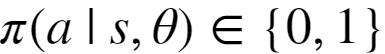 π(a | s, θ) ∈ {0, 1}